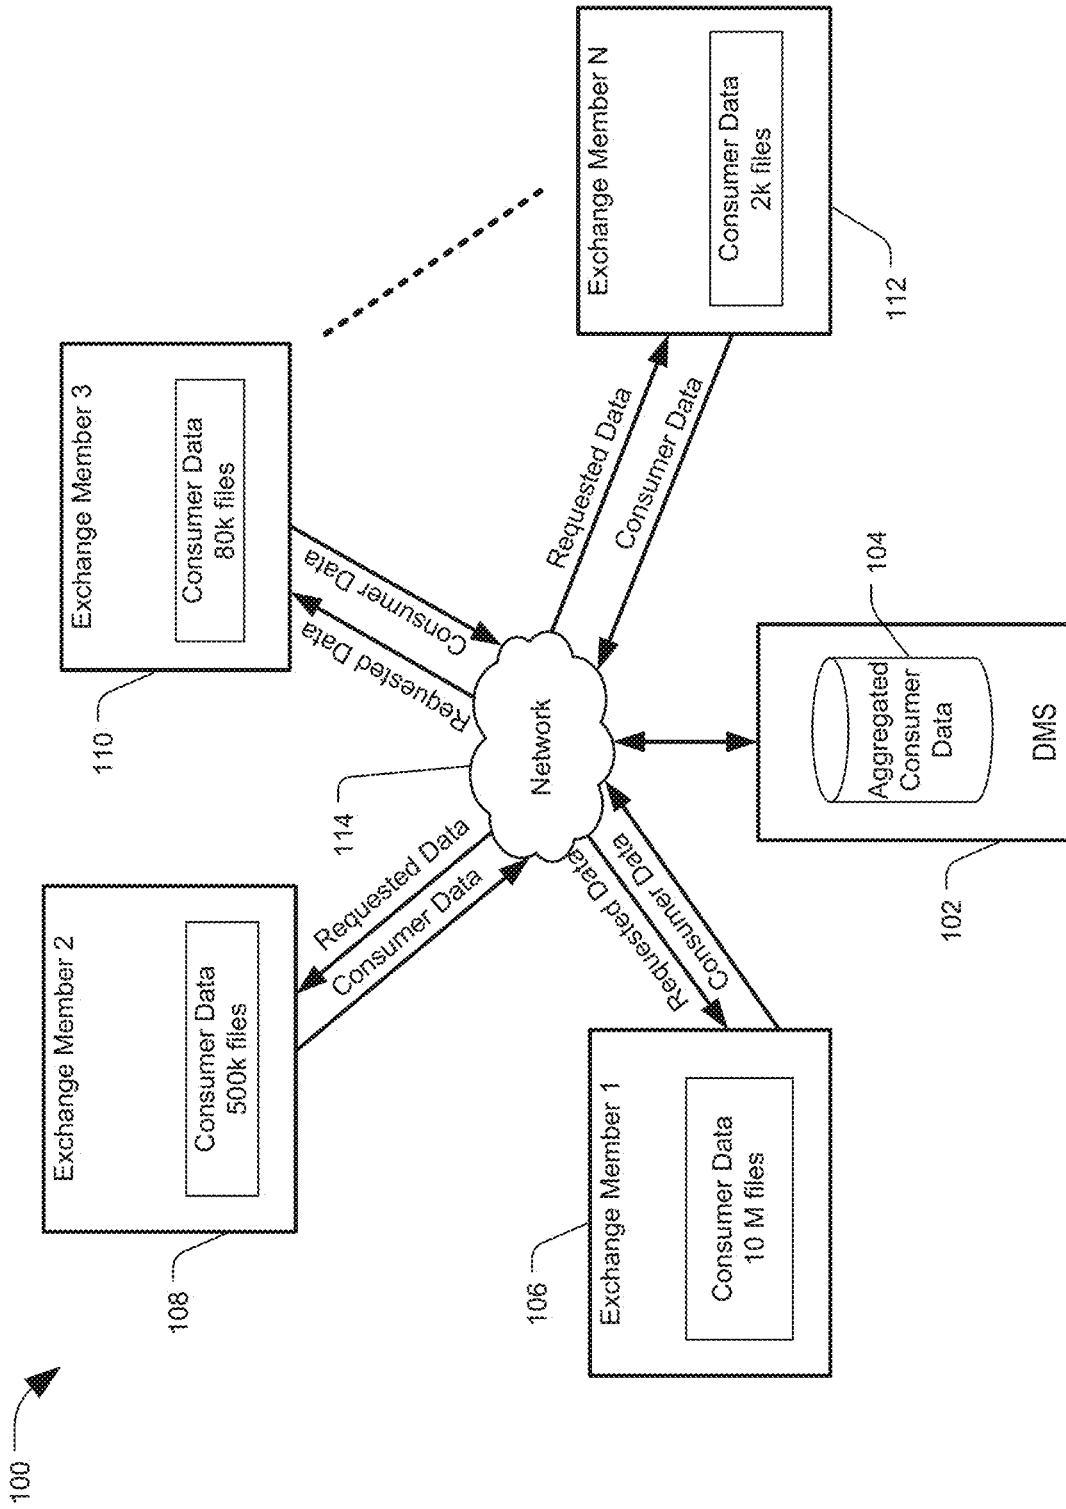 100
108
Exchange Member 2
Consumer Data
500k files
110
Exchange Member 3
Consumer Data
80k files
Requested Data
Consumer Data
114
Requested Data
Consumer Data
Network
106
Exchange Member 1
Consumer Data
10 M files
Requested Data
Consumer Data
Requested Data
Consumer Data
Exchange Member N
Consumer Data
2k files
112
102
104
Aggregated
Consumer
Data
DMS